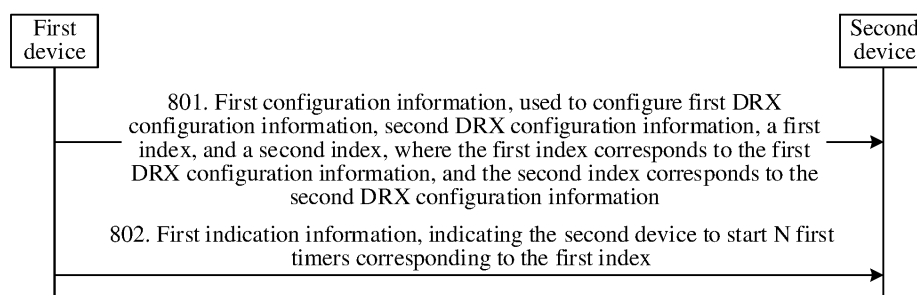 First
device
Second
device
801. First configuration information, used to configure first DRX
configuration information, second DRX configuration information, a first
index, and a second index, where the first index corresponds to the first
DRX configuration information, and the second index corresponds to the
second DRX configuration information
802. First indication information, indicating the second device to start N first
timers corresponding to the first index